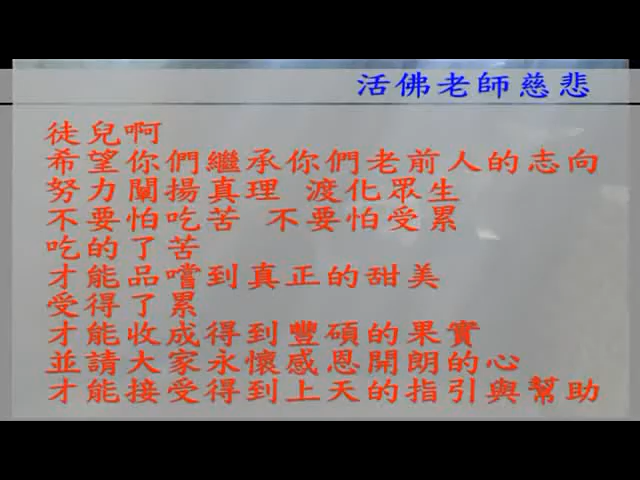 活佛老師慈悲
徒兒啊
希望你們繼承你們老前人的志向
努力闡揚真理 渡化眾生
不要怕吃苦 不要怕受累
吃的了苦
才能品嚐到真正的甜美
受得了累
才能收成得到豐碩的果實
並請大家永懷感恩開朗的心
才能接受得到上天的指引與幫助